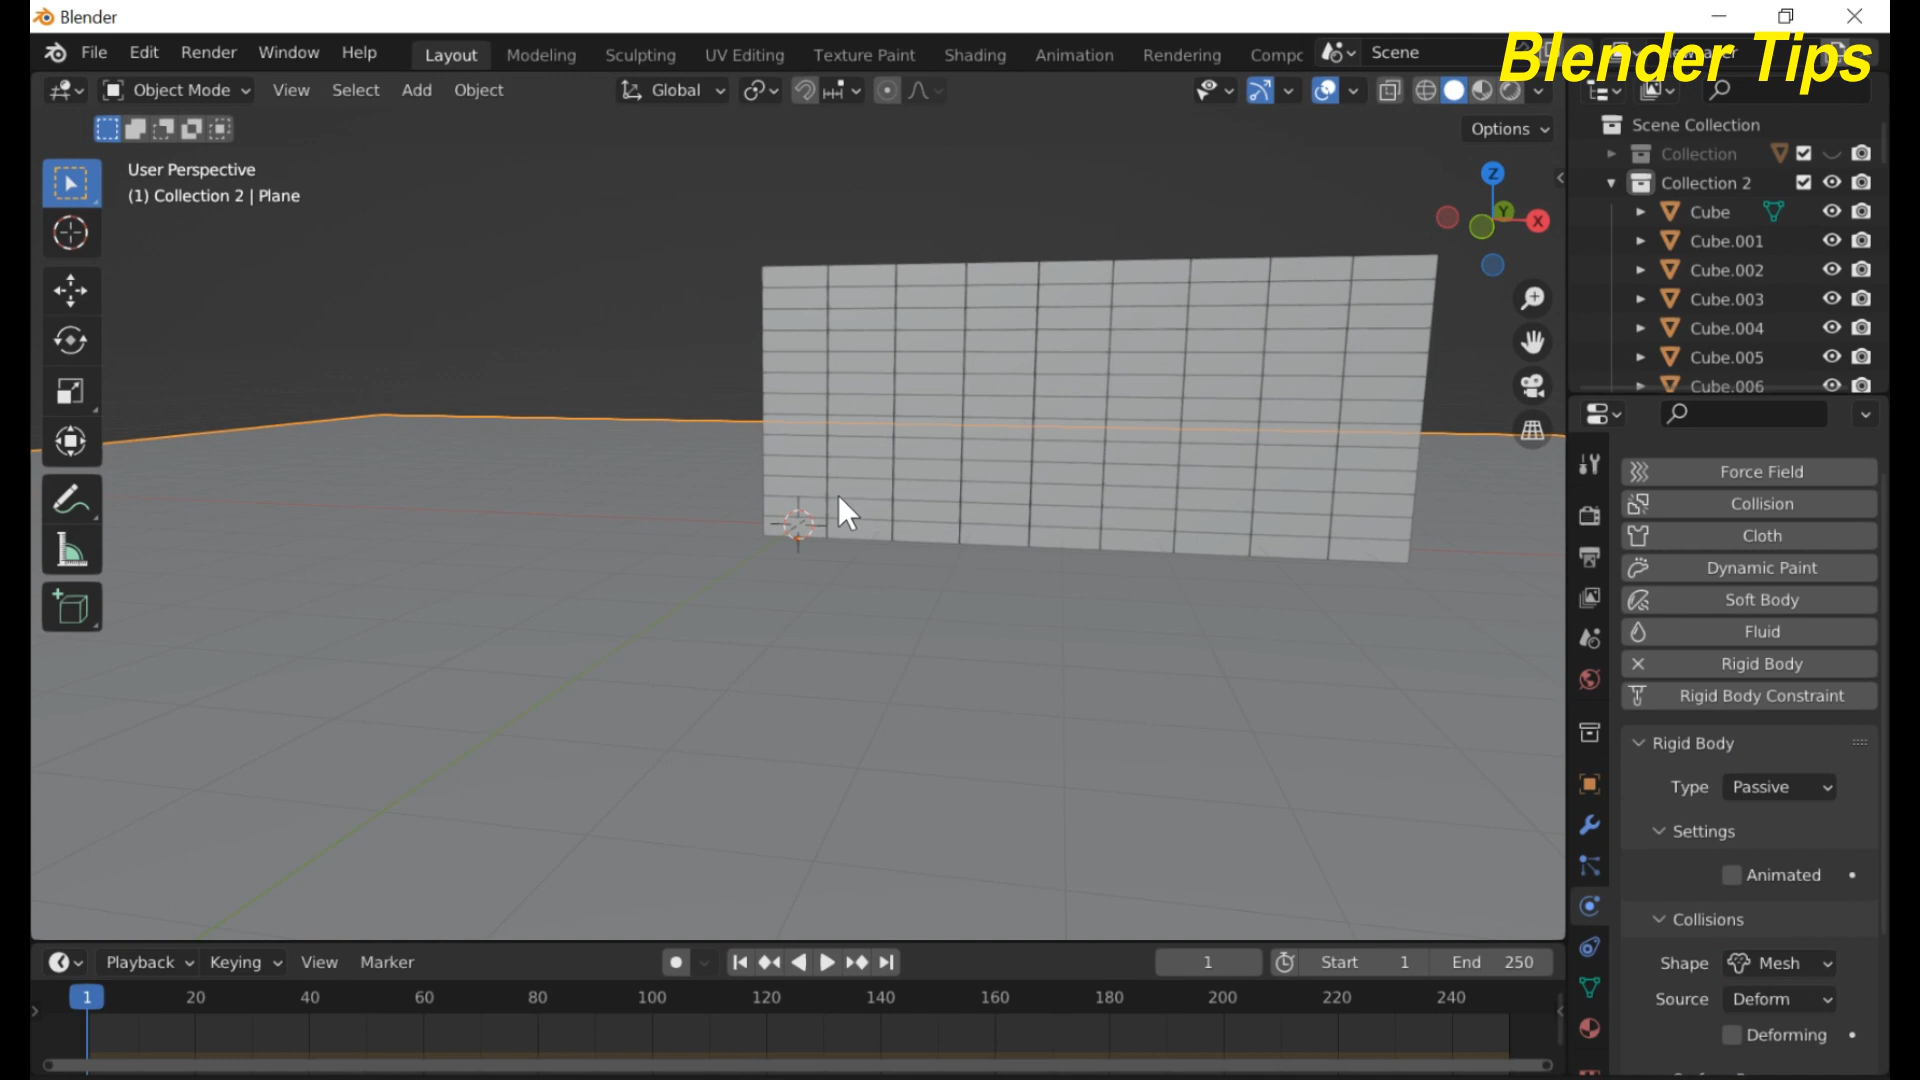 Blender
File Edit Render Window Help Layout Modeling Sculpting UV Editing Texture Paint Shading Animation Rendering Compc Scene
Blender Tips
Object Mode View Select Add Object Global
Options
User Perspective
(1) Collection 2 | Plane
Z
Y
X
Scene Collection
Collection
Collection 2
Cube
Cube.001
Cube.002
Cube.003
Cube.004
Cube.005
Cube.006
Force Field
Collision
Cloth
Dynamic Paint
Soft Body
Fluid
Rigid Body
Rigid Body Constraint
Rigid Body
Type Passive
Settings
Animated
Collisions
Shape Mesh
Source Deform
Deforming
Playback Keying View Marker 1 Start 1 End 250
1 20 40 60 80 100 120 140 160 180 200 220 240